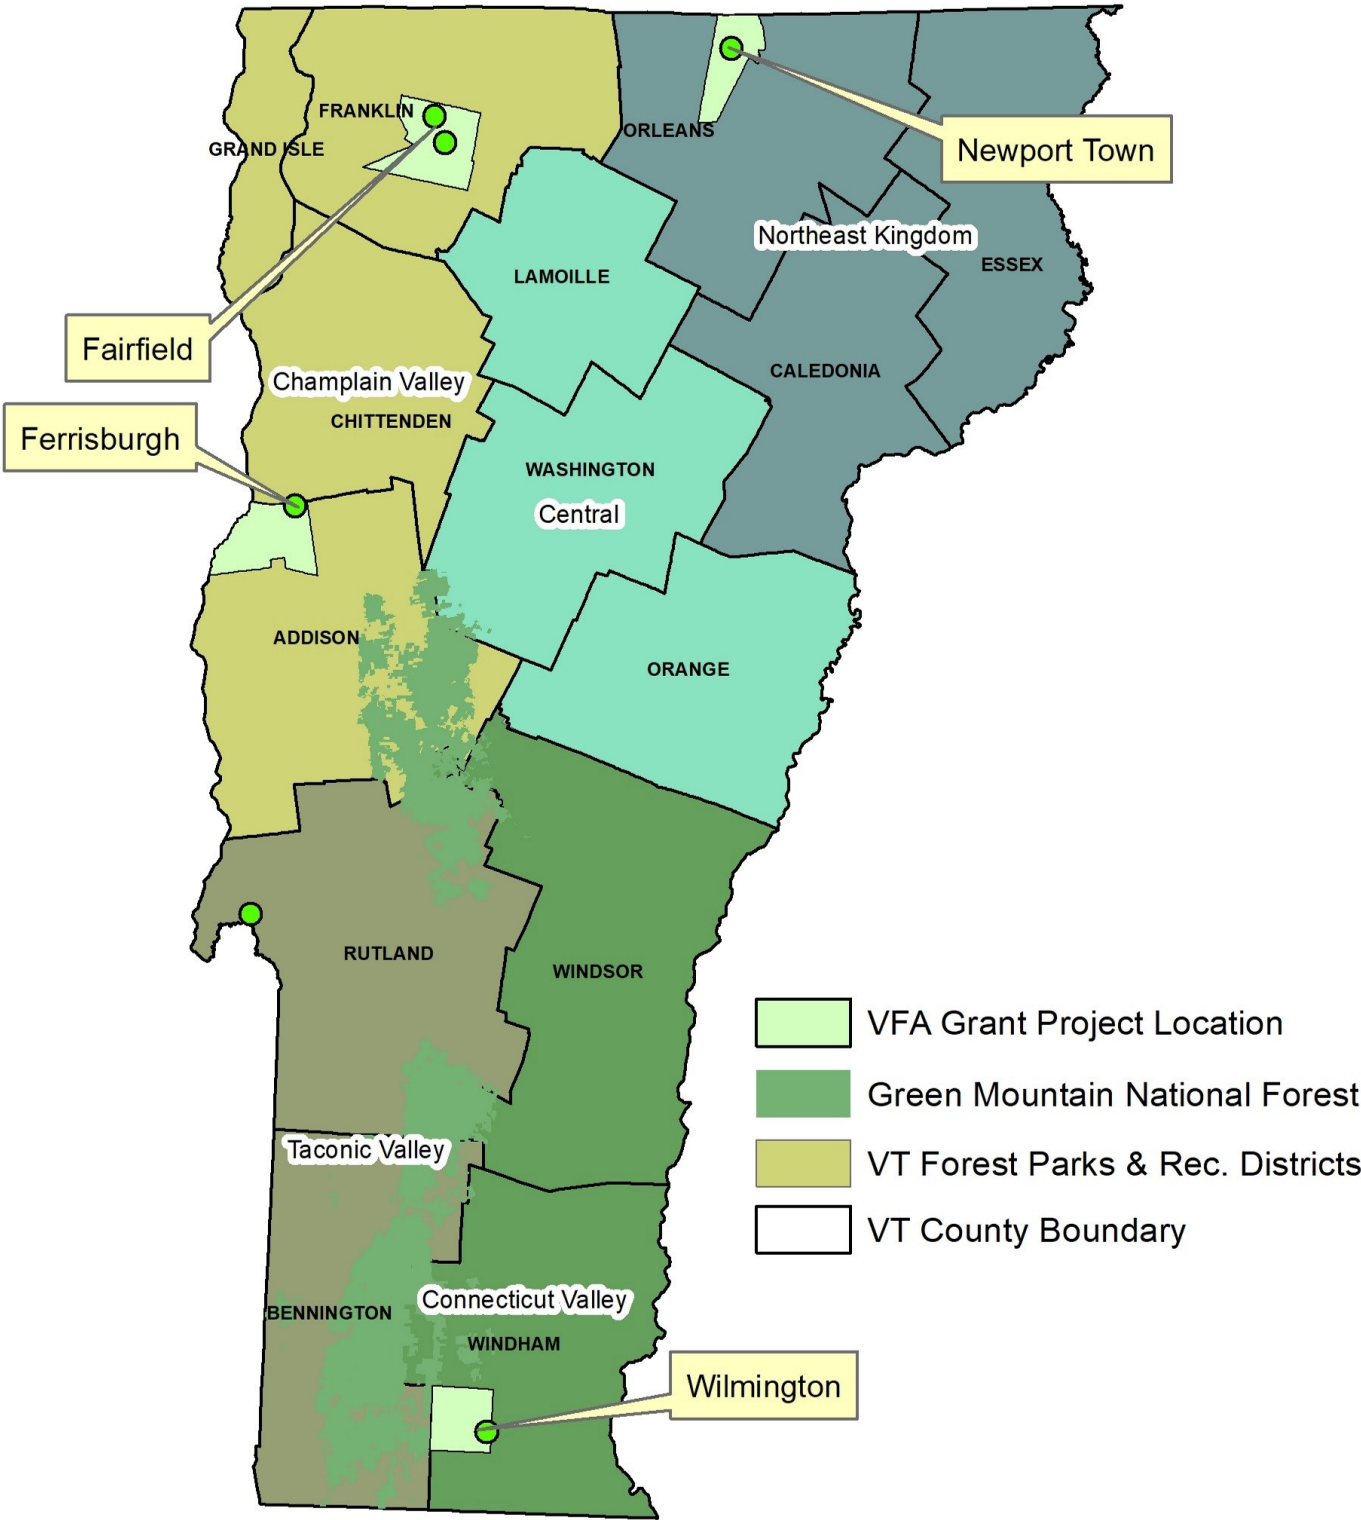 FRANKLIN
ORLEANS
GRAND ISLE
Newport Town
Northeast Kingdom
ESSEX
LAMOILLE
Fairfield
CALEDONIA
Champlain Valley
CHITTENDEN
Ferrisburgh
WASHINGTON
Central
ADDISON
ORANGE
RUTLAND
WINDSOR
VFA Grant Project Location
Green Mountain National Forest
Taconic Valley
VT Forest Parks & Rec. Districts
VT County Boundary
Connecticut Valley
BENNINGTON
WINDHAM
Wilmington